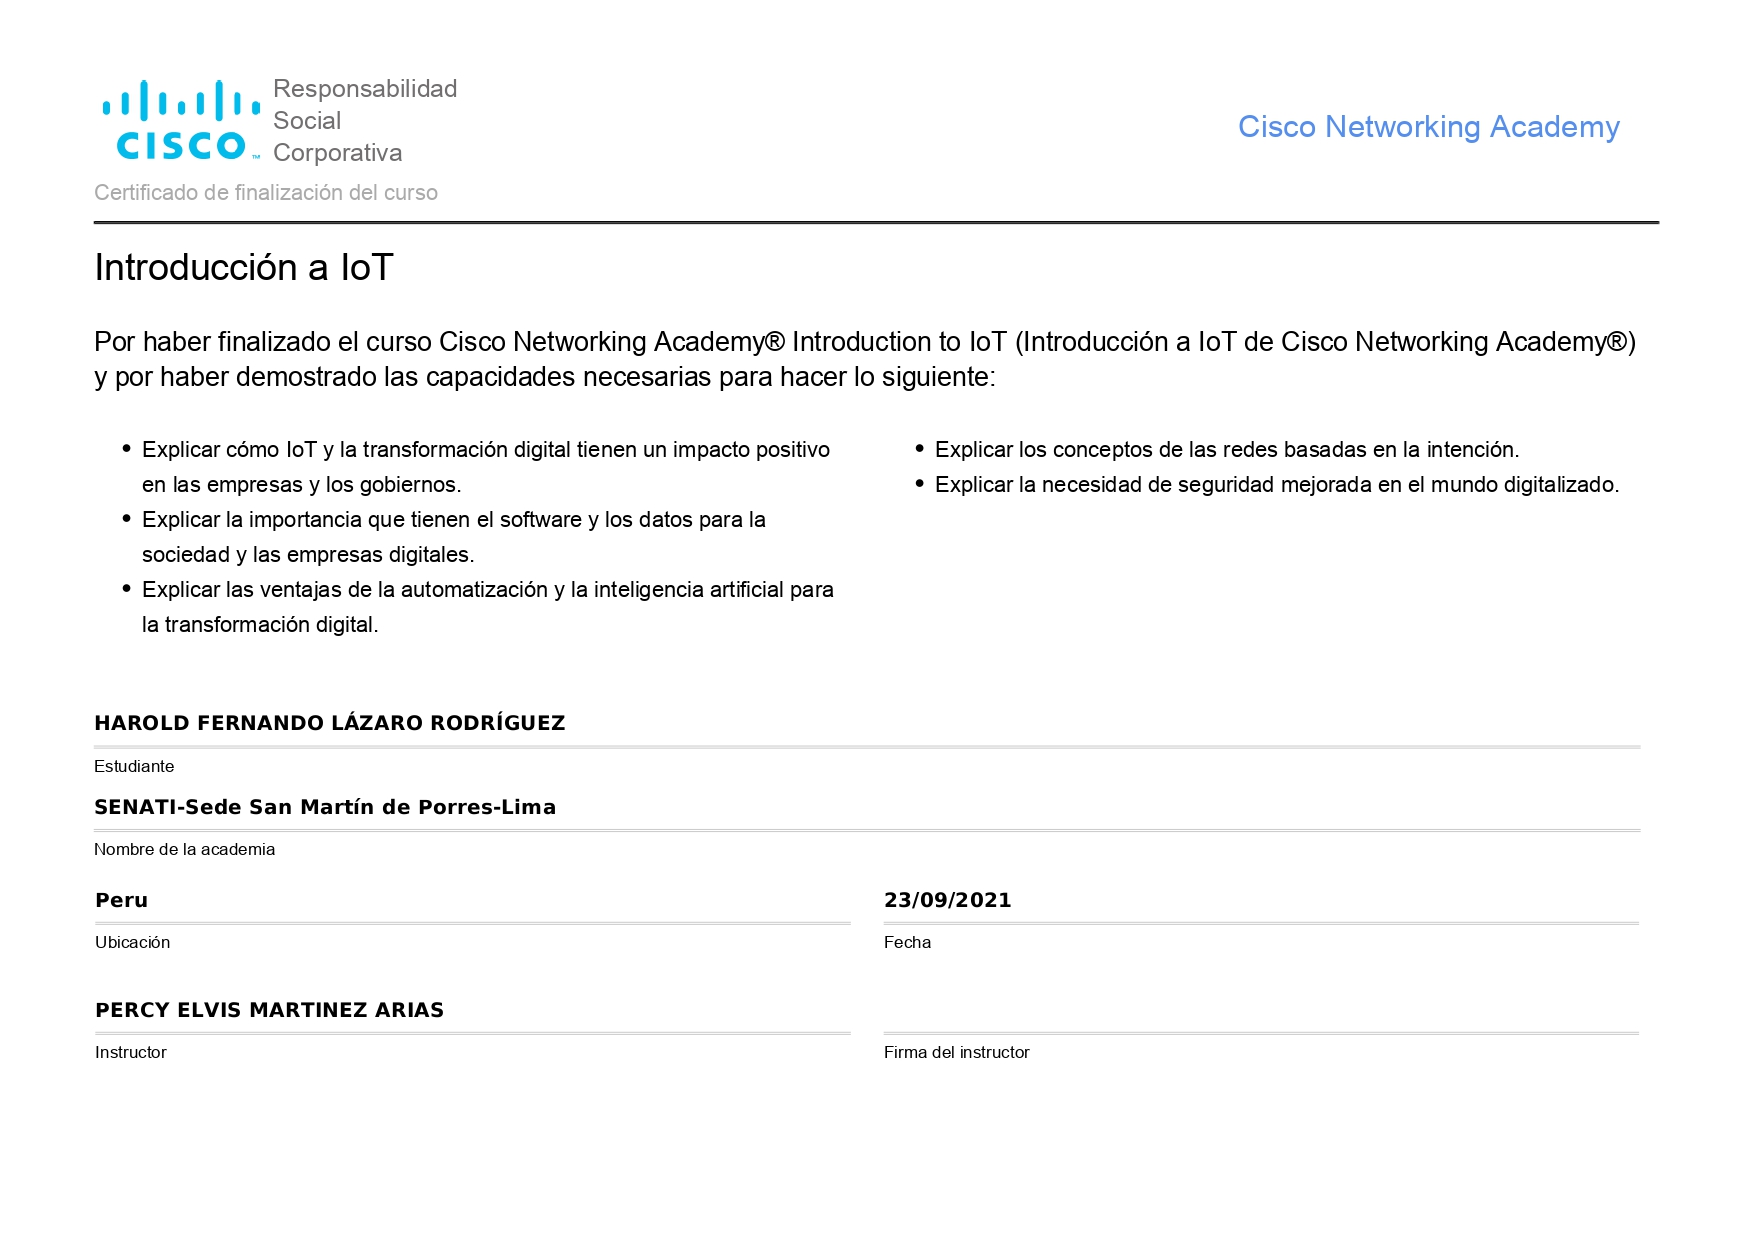 CISCO
™
Responsabilidad
Social
Corporativa
Cisco Networking Academy
Certificado de finalización del curso
Introducción a IoT
Por haber finalizado el curso Cisco Networking Academy® Introduction to IoT (Introducción a IoT de Cisco Networking Academy®)
y por haber demostrado las capacidades necesarias para hacer lo siguiente:
• Explicar cómo IoT y la transformación digital tienen un impacto positivo
en las empresas y los gobiernos.
• Explicar la importancia que tienen el software y los datos para la
sociedad y las empresas digitales.
• Explicar las ventajas de la automatización y la inteligencia artificial para
la transformación digital.
• Explicar los conceptos de las redes basadas en la intención.
• Explicar la necesidad de seguridad mejorada en el mundo digitalizado.
HAROLD FERNANDO LÁZARO RODRÍGUEZ
Estudiante
SENATI-Sede San Martín de Porres-Lima
Nombre de la academia
Peru
Ubicación
23/09/2021
Fecha
PERCY ELVIS MARTINEZ ARIAS
Instructor
Firma del instructor